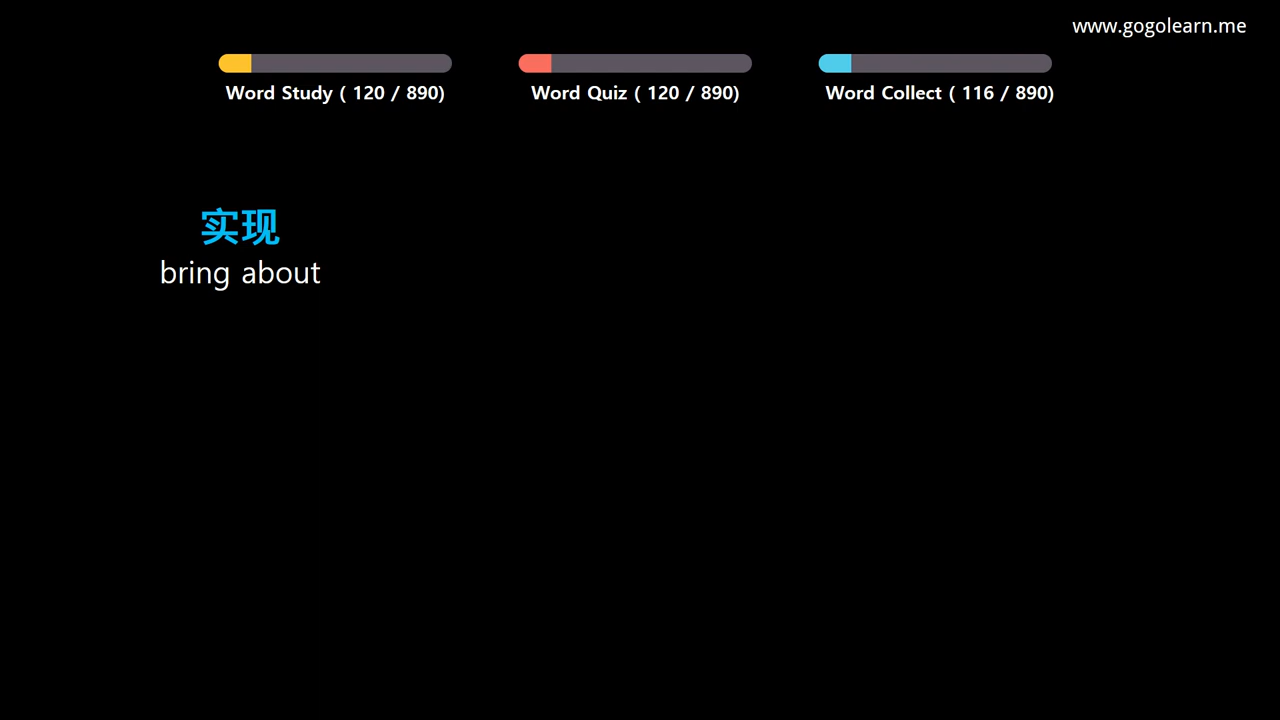 www.gogolearn.me
Word Study ( 120 / 890)
Word Quiz ( 120 / 890)
Word Collect ( 116 / 890)
实现
bring about